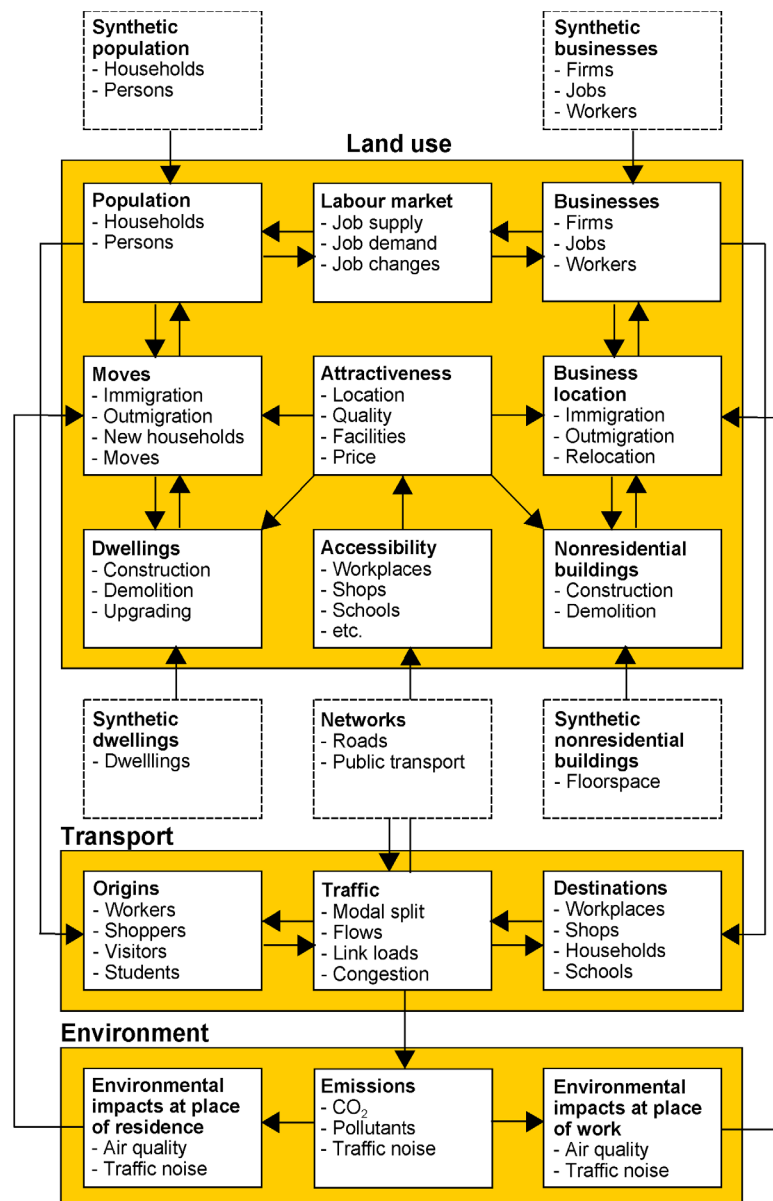 Synthetic
population
- Households
- Persons
Synthetic
businesses
- Firms
- Jobs
- Workers
Land use
Population
- Households
- Persons
Labour market
- Job supply
- Job demand
- Job changes
Businesses
- Firms
- Jobs
- Workers
Moves
- Immigration
- Outmigration
- New households
- Moves
Attractiveness
- Location
- Quality
- Facilities
- Price
Business
location
- Immigration
- Outmigration
- Relocation
Dwellings
- Construction
- Demolition
- Upgrading
Accessibility
- Workplaces
- Shops
- Schools
- etc.
Nonresidential
buildings
- Construction
- Demolition
Synthetic
dwellings
- Dwelllings
Networks
- Roads
- Public transport
Synthetic
nonresidential
buildings
- Floorspace
Transport
Origins
- Workers
- Shoppers
- Visitors
- Students
Traffic
- Modal split
- Flows
- Link loads
- Congestion
Destinations
- Workplaces
- Shops
- Households
- Schools
Environment
Environmental
impacts at place
of residence
- Air quality
- Traffic noise
Emissions
- CO₂
- Pollutants
- Traffic noise
Environmental
impacts at place
of work
- Air quality
- Traffic noise